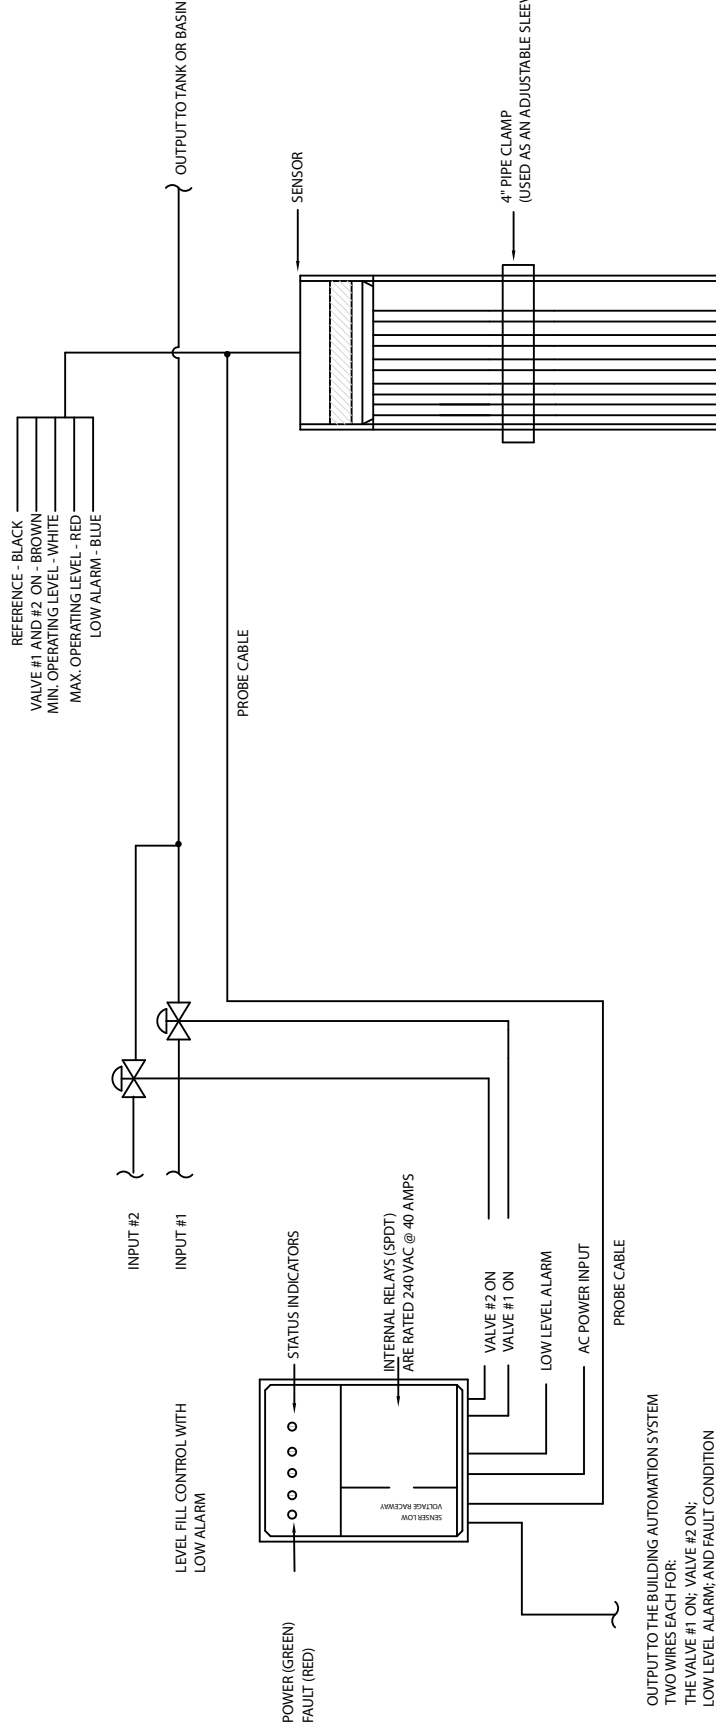 REFERENCE - BLACK
VALVE #1 AND #2 ON - BROWN
MIN. OPERATING LEVEL - WHITE
MAX. OPERATING LEVEL - RED
LOW ALARM - BLUE
OUTPUT TO TANK OR BASIN
SENSOR
4" PIPE CLAMP
(USED AS AN ADJUSTABLE SLEEV
PROBE CABLE
INPUT #2
INPUT #1
LEVEL FILL CONTROL WITH
LOW ALARM
STATUS INDICATORS
INTERNAL RELAYS (SPDT)
ARE RATED 240 VAC @ 40 AMPS
SENSER LOW
VOLTAGE RACEWAY
POWER (GREEN)
FAULT (RED)
VALVE #2 ON
VALVE #1 ON
LOW LEVEL ALARM
AC POWER INPUT
PROBE CABLE
OUTPUT TO THE BUILDING AUTOMATION SYSTEM
TWO WIRES EACH FOR:
THE VALVE #1 ON; VALVE #2 ON;
LOW LEVEL ALARM; AND FAULT CONDITION